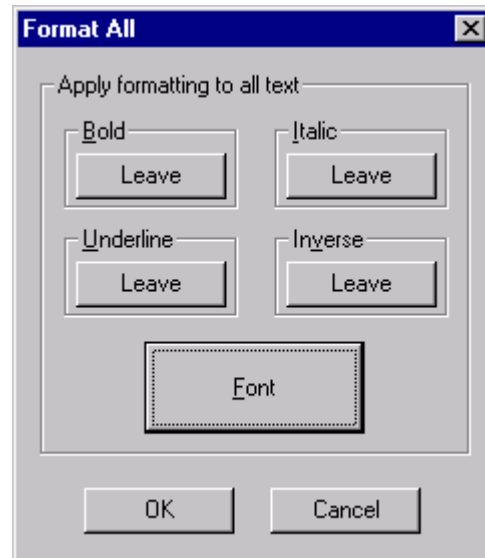 Format All
Apply formatting to all text
Bold
Italic
Leave
Leave
Underline
Inverse
Leave
Leave
Font
OK
Cancel